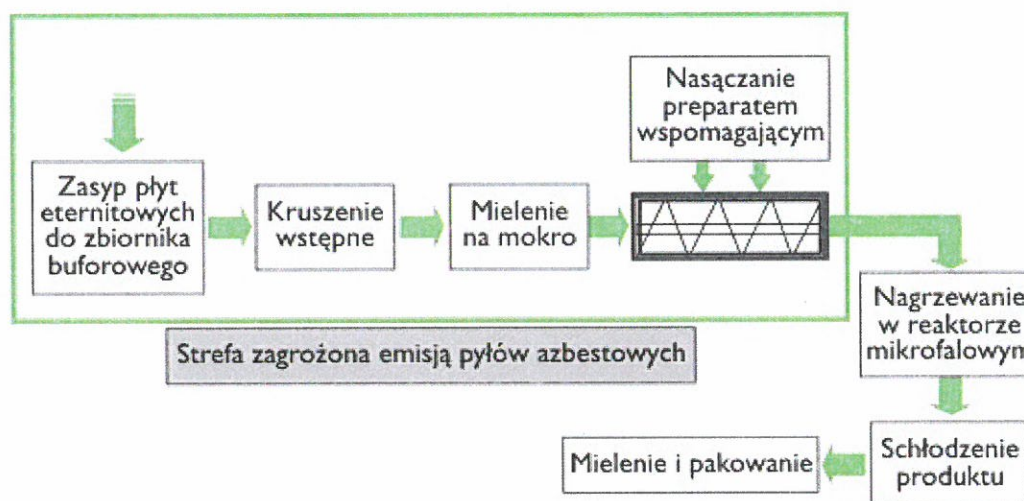 Nasączanie
preparatem
wspomagającym
Zasyp płyt
eternitowych
do zbiornika
buforowego
Kruszenie
wstępne
Mielenie
na mokro
Nagrzewanie
w reaktorze
mikrofalowym
Strefa zagrożona emisją pyłów azbestowych
Schłodzenie
produktu
Mielenie i pakowanie